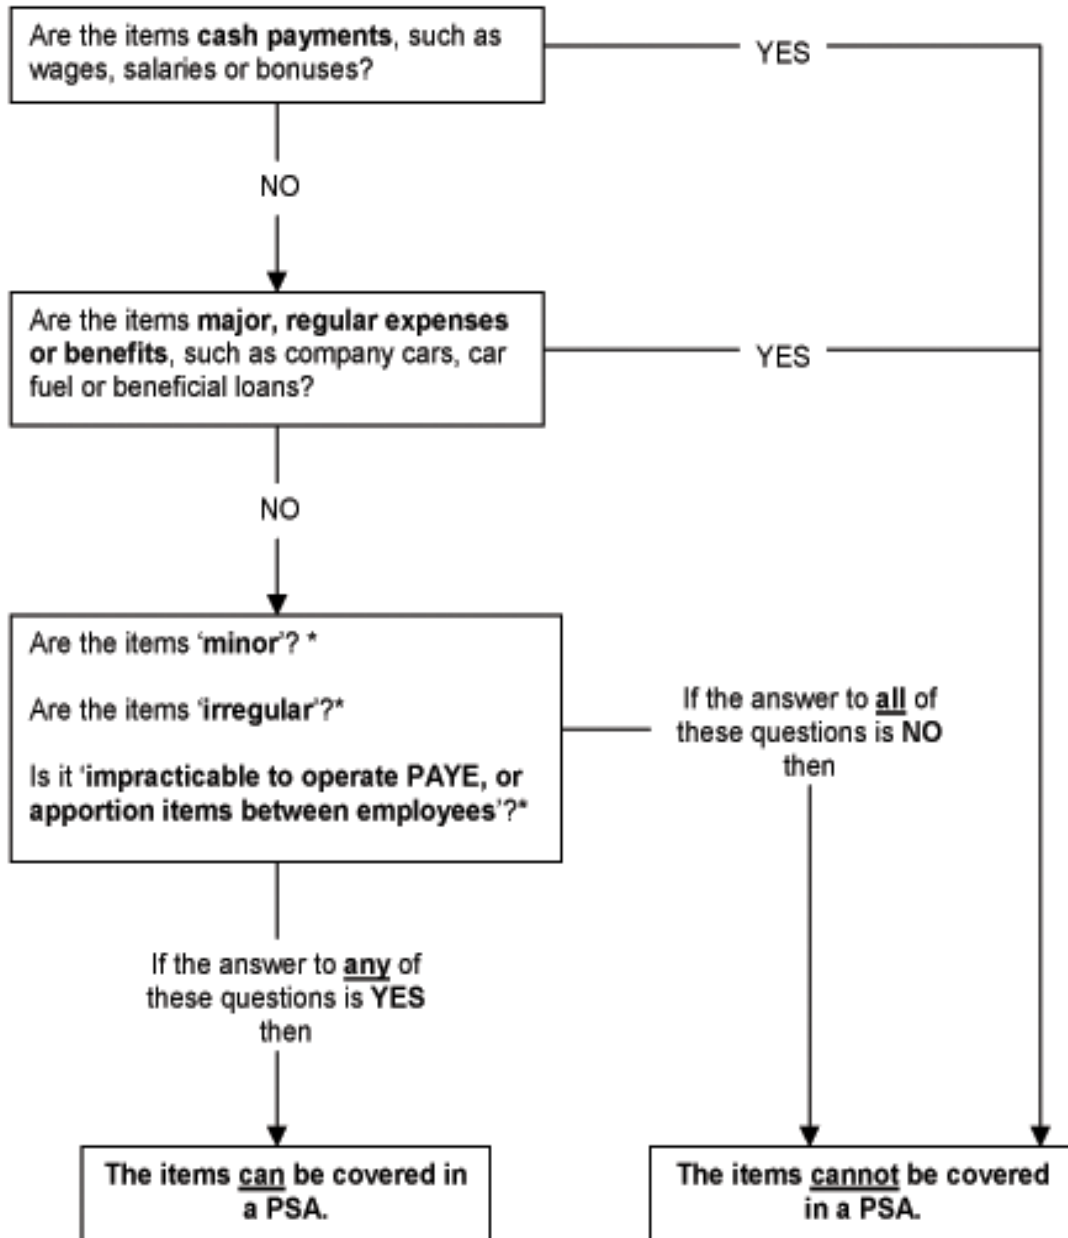 Are the items cash payments, such as
wages, salaries or bonuses?
YES
NO
Are the items major, regular expenses
or benefits, such as company cars, car
fuel or beneficial loans?
YES
NO
Are the items ‘minor’? *
Are the items ‘irregular’?*
Is it ‘impracticable to operate PAYE, or
apportion items between employees’?*
If the answer to all of
these questions is NO
then
If the answer to any of
these questions is YES
then
The items can be covered in
a PSA.
The items cannot be covered
in a PSA.